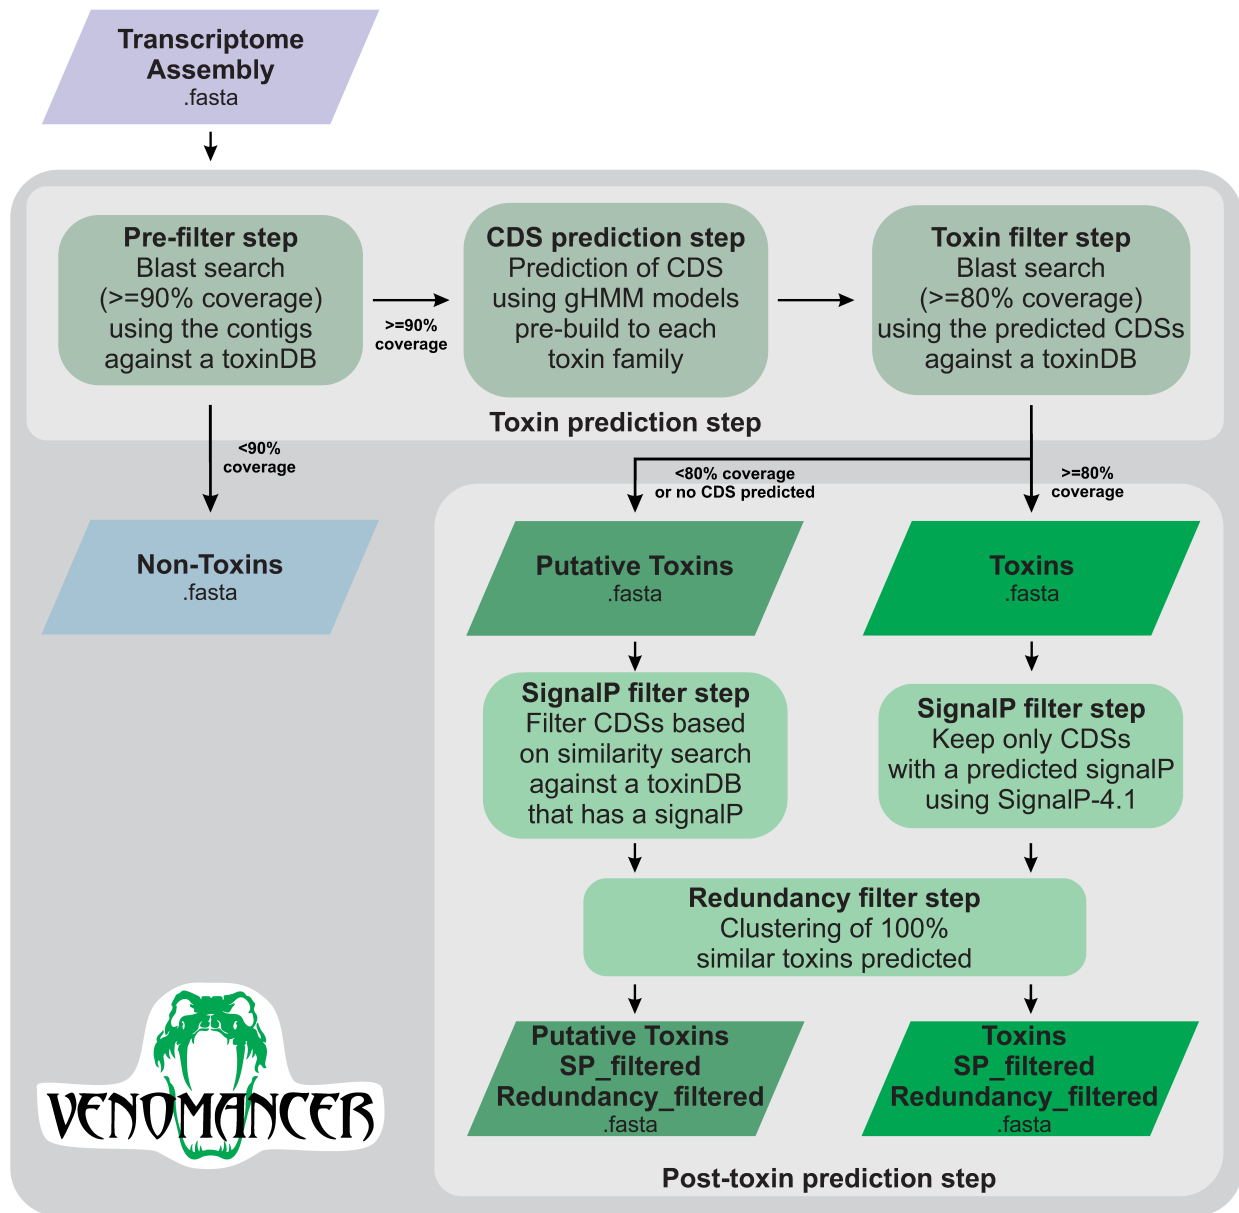 Transcriptome
Assembly
.fasta
Pre-filter step
Blast search
(>=90% coverage)
using the contigs
against a toxinDB
>=90%
coverage
CDS prediction step
Prediction of CDS
using gHMM models
pre-build to each
toxin family
Toxin filter step
Blast search
(>=80% coverage)
using the predicted CDSs
against a toxinDB
Toxin prediction step
<90%
coverage
<80% coverage
or no CDS predicted
>=80%
coverage
Non-Toxins
.fasta
Putative Toxins
.fasta
Toxins
.fasta
SignalP filter step
Filter CDSs based
on similarity search
against a toxinDB
that has a signalP
SignalP filter step
Keep only CDSs
with a predicted signalP
using SignalP-4.1
Redundancy filter step
Clustering of 100%
similar toxins predicted
Putative Toxins
SP_filtered
Redundancy_filtered
.fasta
Toxins
SP_filtered
Redundancy_filtered
.fasta
VENOMANCER
Post-toxin prediction step